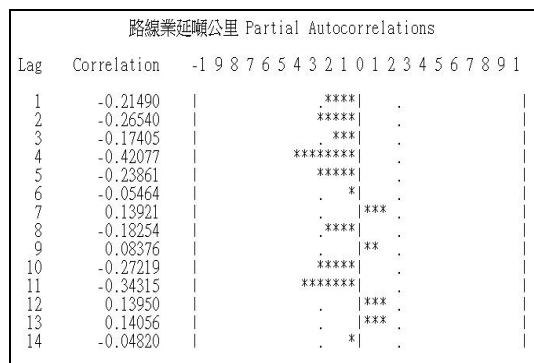 路線業延噸公里 Partial Autocorrelations
Lag Correlation -1 9 8 7 6 5 4 3 2 1 0 1 2 3 4 5 6 7 8 9 1
1 -0.21490 | .****| . |
2 -0.26540 | *****| . |
3 -0.17405 | . ***| . |
4 -0.42077 | ********| . |
5 -0.23861 | *****| . |
6 -0.05464 | . *| . |
7 0.13921 | . |*** . |
8 -0.18254 | .****| . |
9 0.08376 | . |** . |
10 -0.27219 | *****| . |
11 -0.34315 | *******| . |
12 0.13950 | . |*** . |
13 0.14056 | . |*** . |
14 -0.04820 | . *| . |